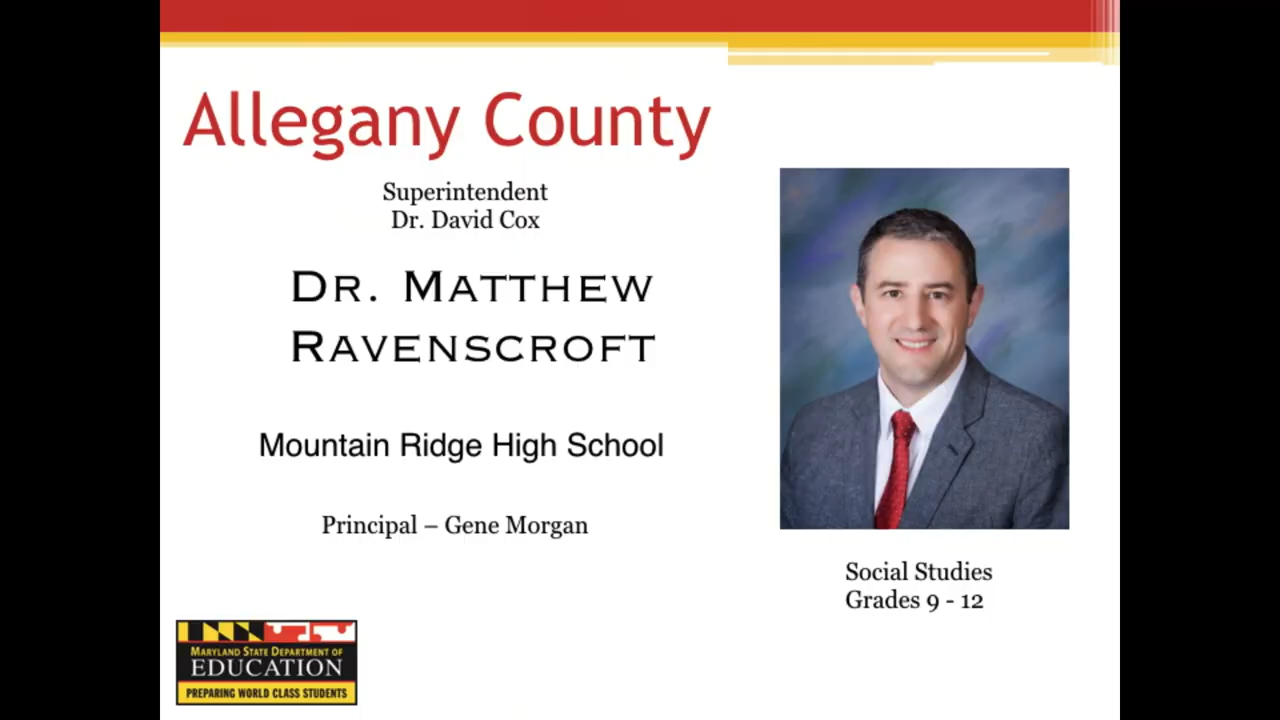 Allegany County
Superintendent
Dr. David Cox
Dr. Matthew
Ravenscroft
Mountain Ridge High School
Principal – Gene Morgan
Social Studies
Grades 9 - 12
Maryland State Department of
EDUCATION
PREPARING WORLD CLASS STUDENTS